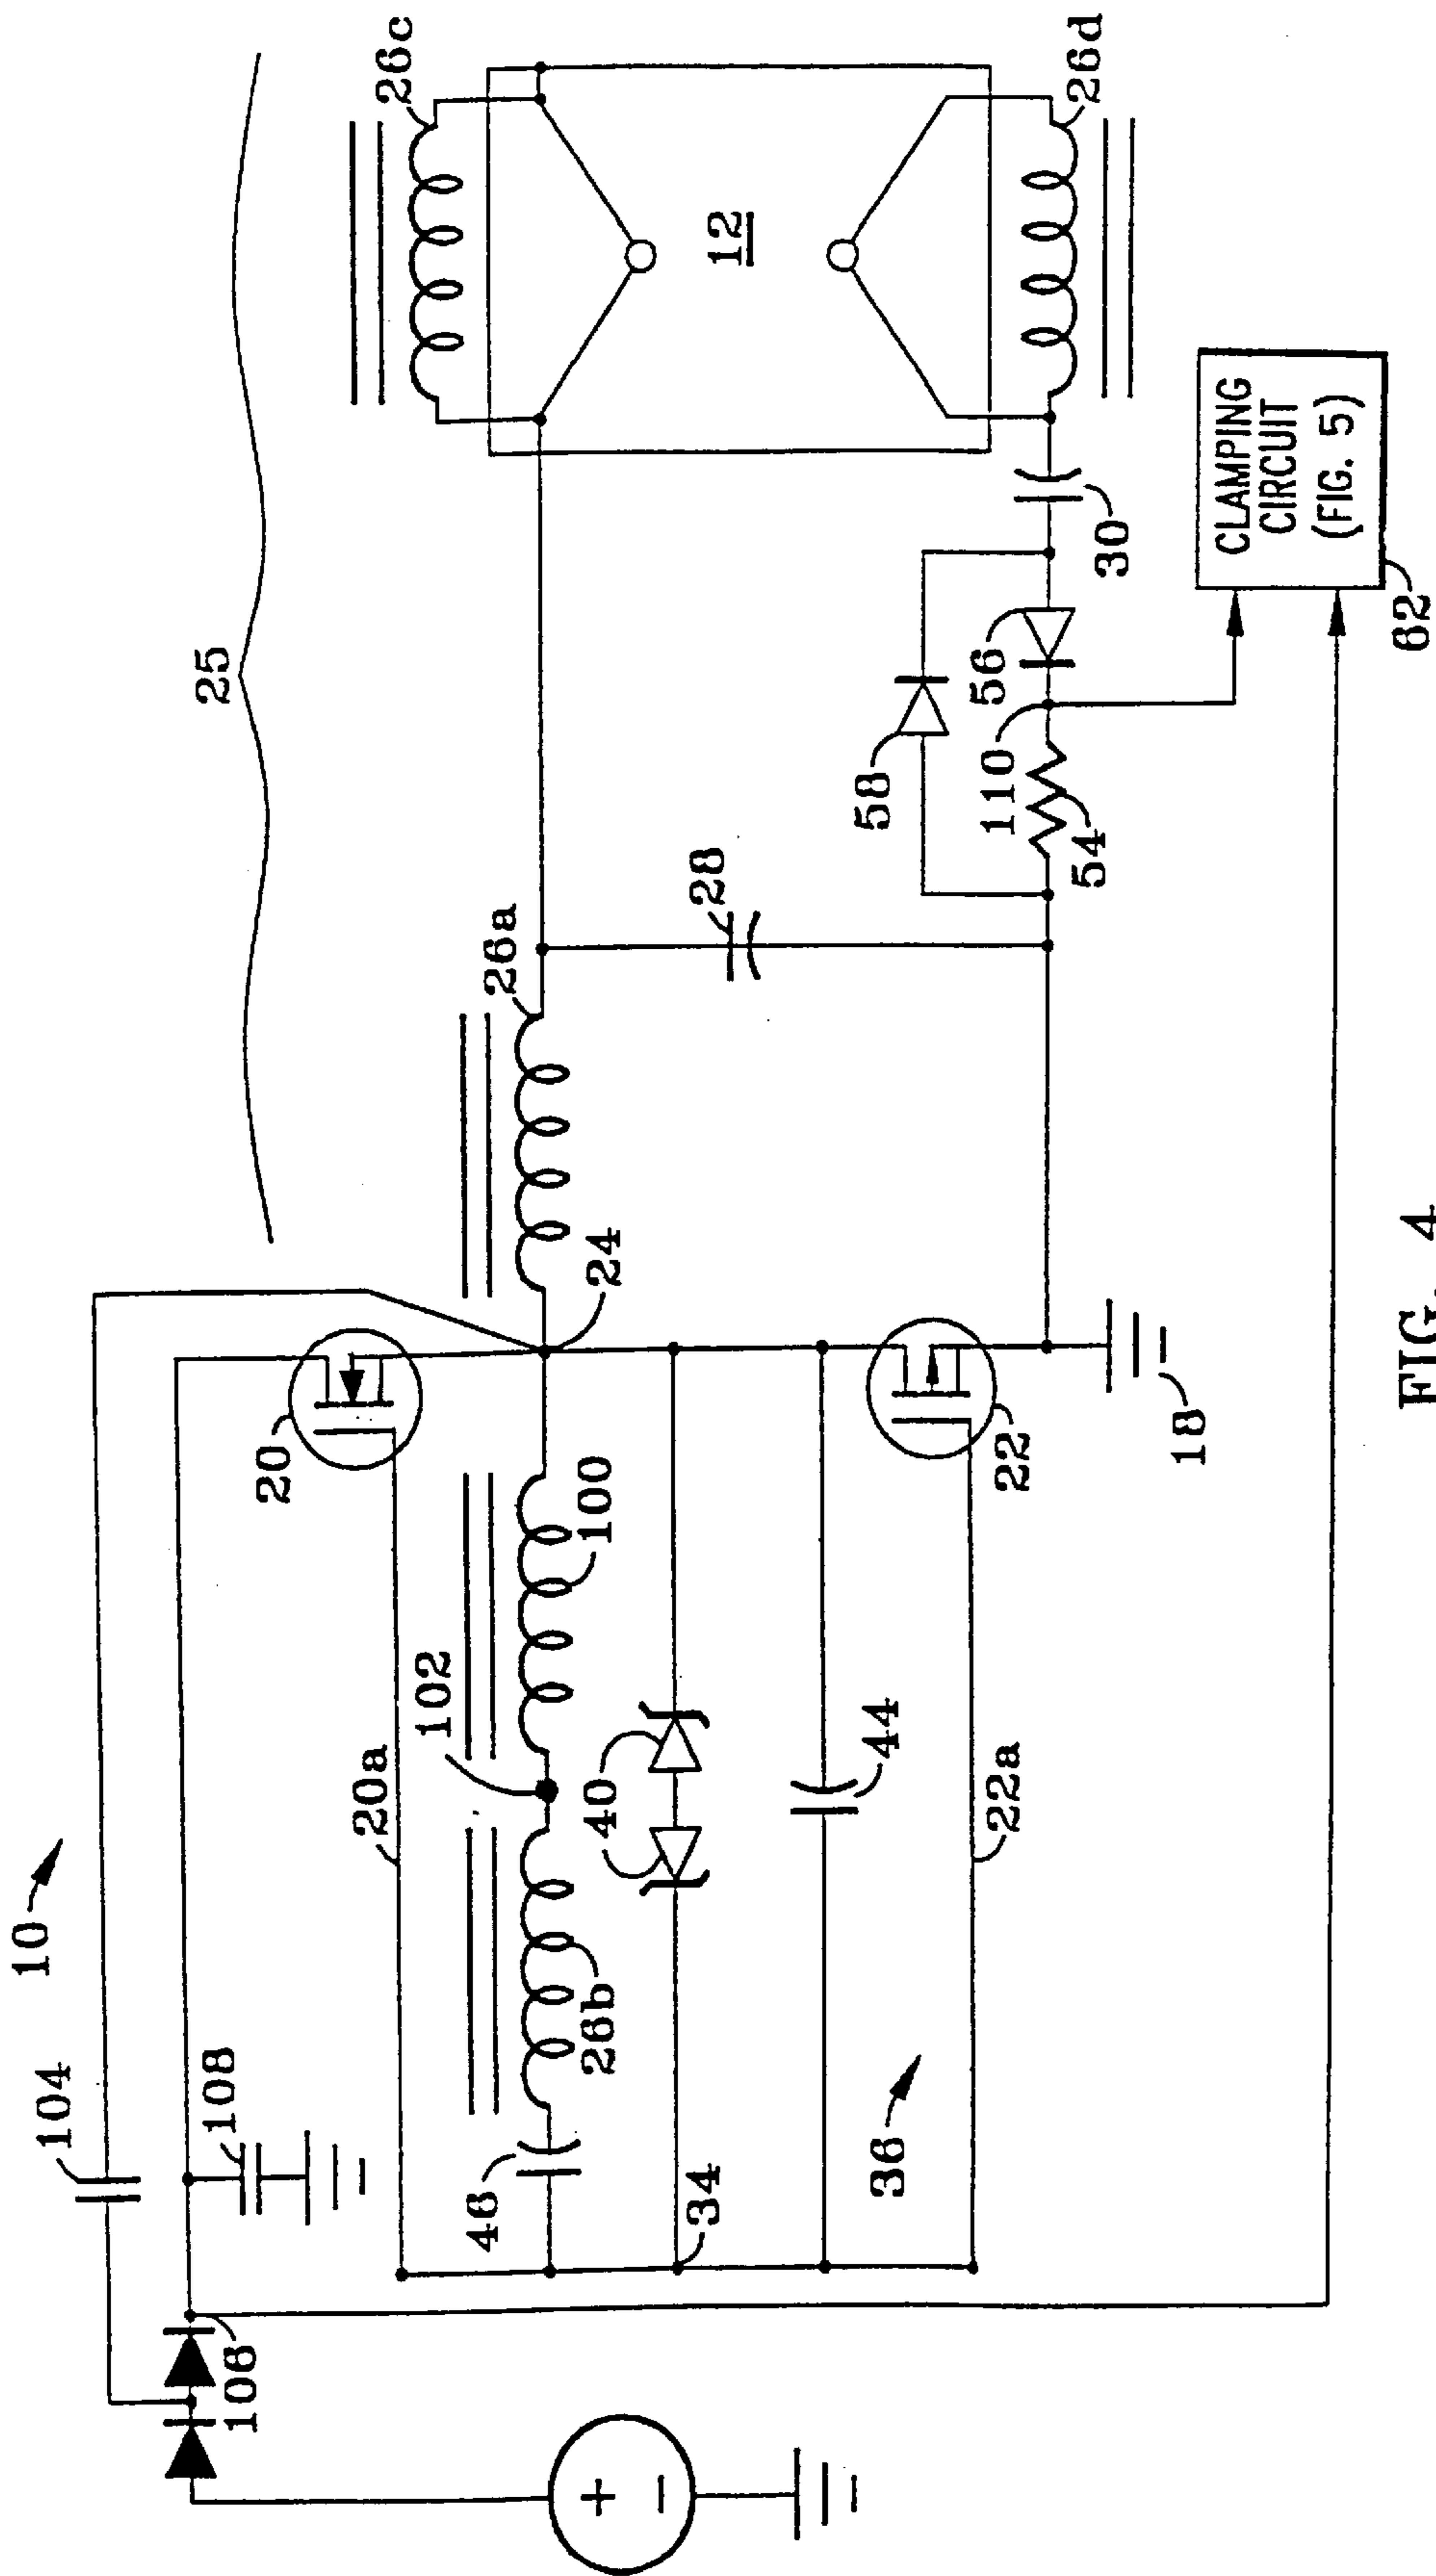 10
25
104
108
106
20
20a
102
100
46
26b
40
34
36
44
22a
22
18
24
26a
28
58
110
54
56
30
26c
12
26d
CLAMPING
CIRCUIT
(FIG. 5)
62
+
−
FIG. 4